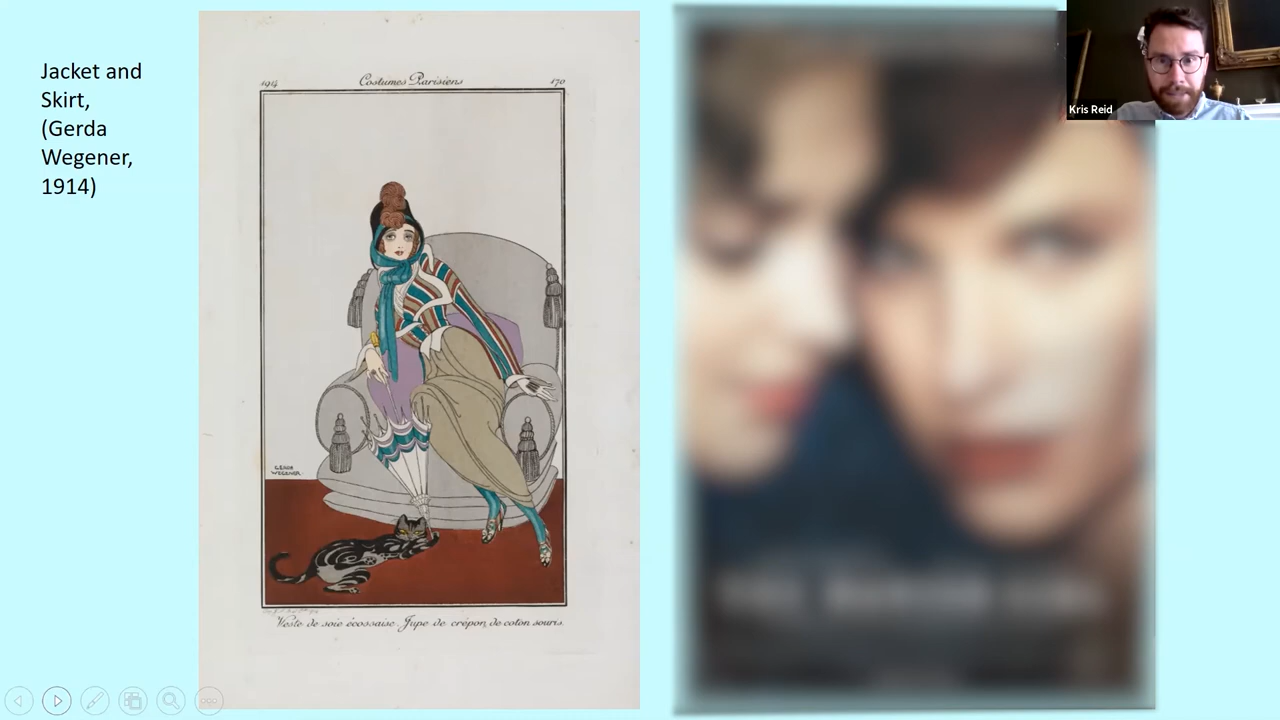 Jacket and
Skirt,
(Gerda
Wegener,
1914)
1914 Costumes Parisiens 170
GERDA
WEGENER
Veste de soie écossaise. Jupe de crépon de coton souris.
Kris Reid